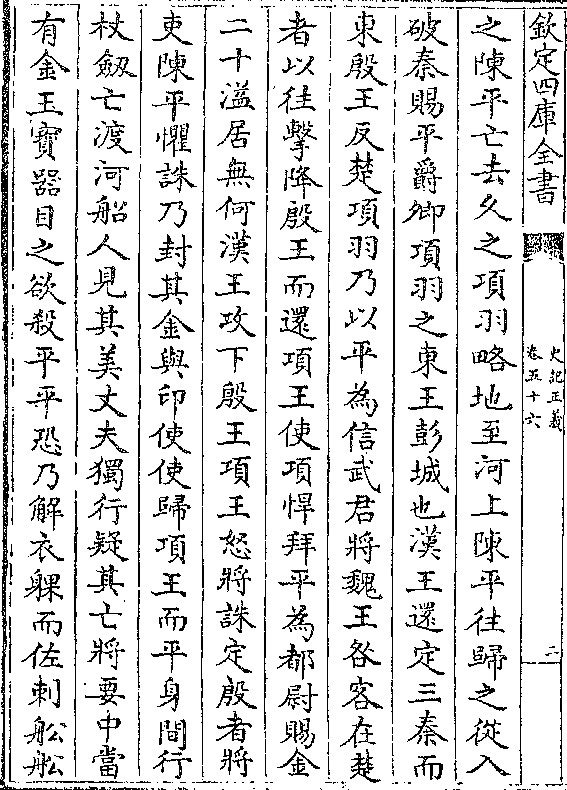 欽定四庫全書
史記正義
卷五十六
二
之陳平亡去久之項羽略地至河上陳平往歸之從入
破秦賜平爵卿項羽之東王彭城也漢王還定三秦而
東殷王反楚項羽乃以平為信武君將魏王咎客在楚
者以往擊降殷王而還項王使項悍拜平為都尉賜金
二十溢居無何漢王攻下殷王項王怒將誅定殷者將
吏陳平懼誅乃封其金與印使使歸項王而平身間行
杖劔亡渡河船人見其美丈夫獨行疑其亡將要中當
有金玉寶器目之欲殺平平恐乃解衣躶而佐刺船船